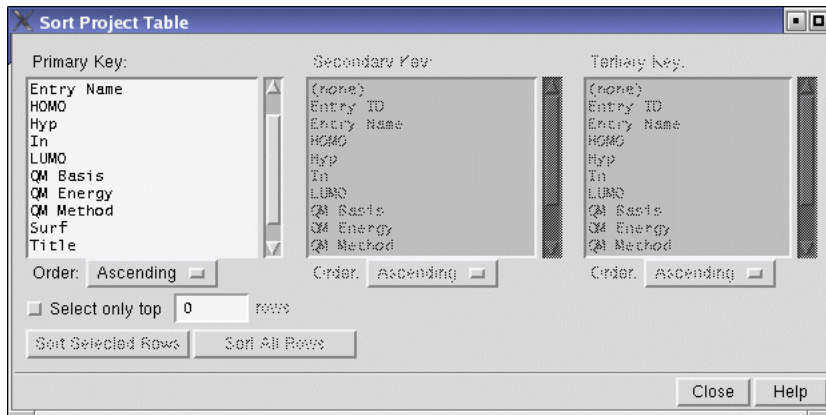 Sort Project Table
Primary Key:
Entry Name
HOMO
Hyp
In
LUMO
QM Basis
QM Energy
QM Method
Surf
Title
Order: Ascending
Secondary Key:
(none)
Entry ID
Entry Name
HOMO
Hyp
In
LUMO
QM Basis
QM Energy
QM Method
Order: Ascending
Tertiary Key:
(none)
Entry ID
Entry Name
HOMO
Hyp
In
LUMO
QM Basis
QM Energy
QM Method
Order: Ascending
Select only top 0 rows
Sort Selected Rows Sort All Rows
Close Help